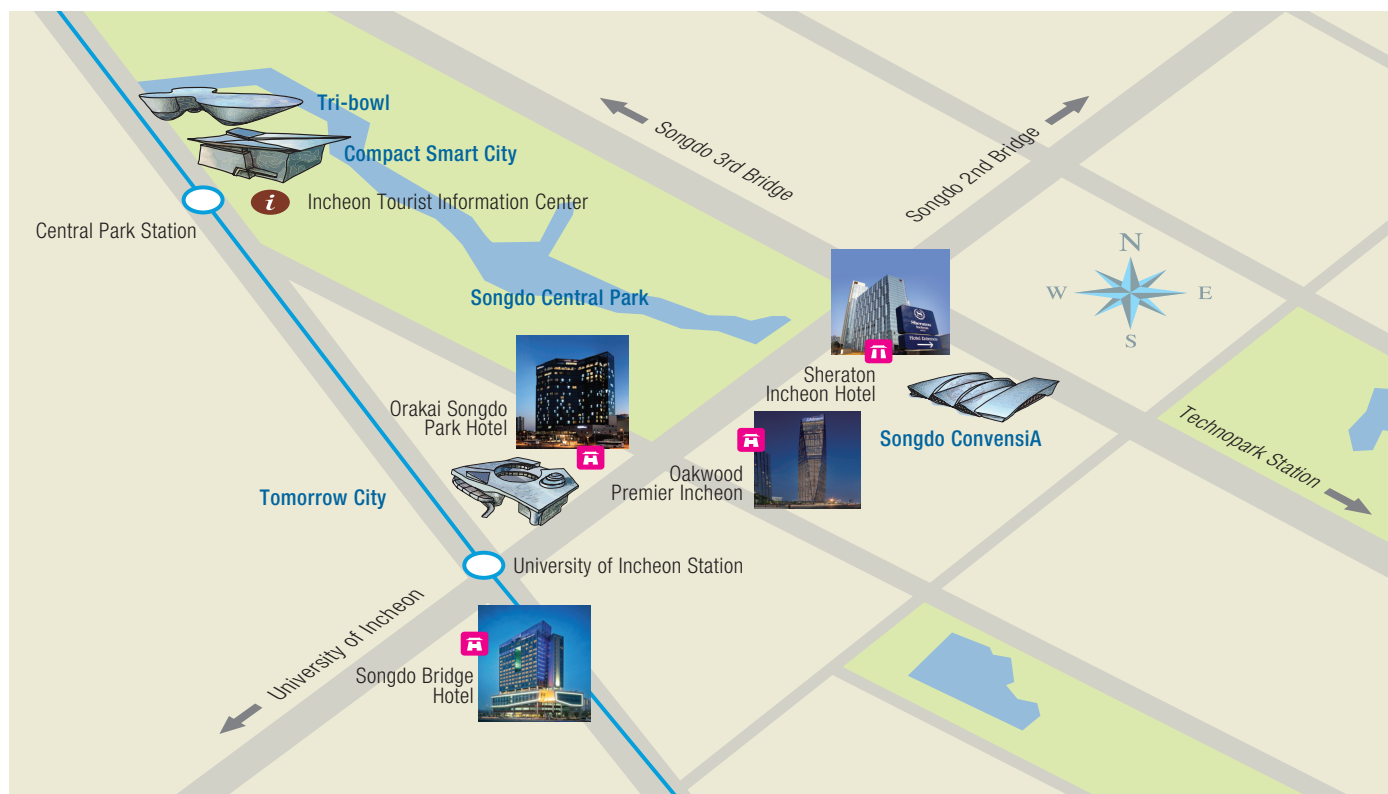 Tri-bowl
Compact Smart City
i
Incheon Tourist Information Center
Central Park Station
Songdo 3rd Bridge
Songdo 2nd Bridge
N
W
E
S
Songdo Central Park
Sheraton
Incheon Hotel
Orakai Songdo
Park Hotel
Songdo ConvensiA
Technopark Station
Oakwood
Premier Incheon
Tomorrow City
University of Incheon Station
University of Incheon
Songdo Bridge
Hotel